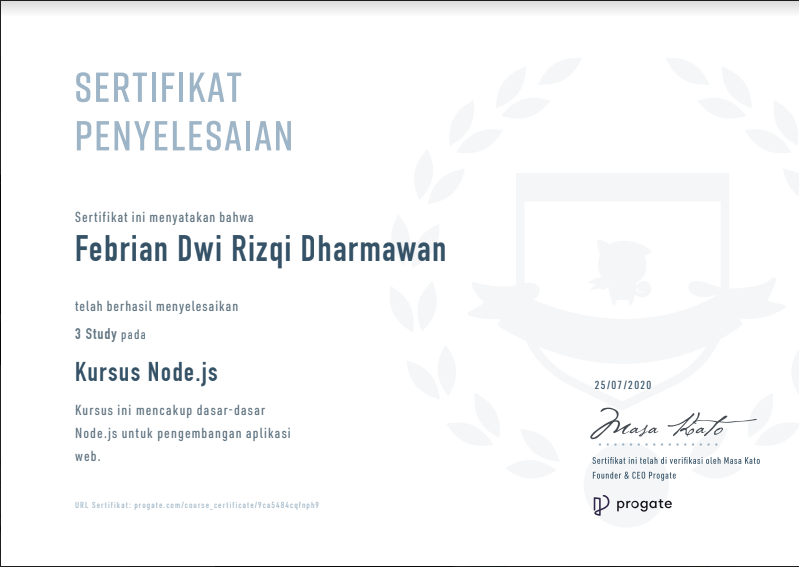 SERTIFIKAT
PENYELESAIAN
Sertifikat ini menyatakan bahwa
Febrian Dwi Rizqi Dharmawan
telah berhasil menyelesaikan
3 Study pada
Kursus Node.js
Kursus ini mencakup dasar-dasar
Node.js untuk pengembangan aplikasi
web.
URL Sertifikat: progate.com/course_certificate/9ca5484cqfnph9
25/07/2020
Masa Kato
Sertifikat ini telah di verifikasi oleh Masa Kato
Founder & CEO Progate
progate